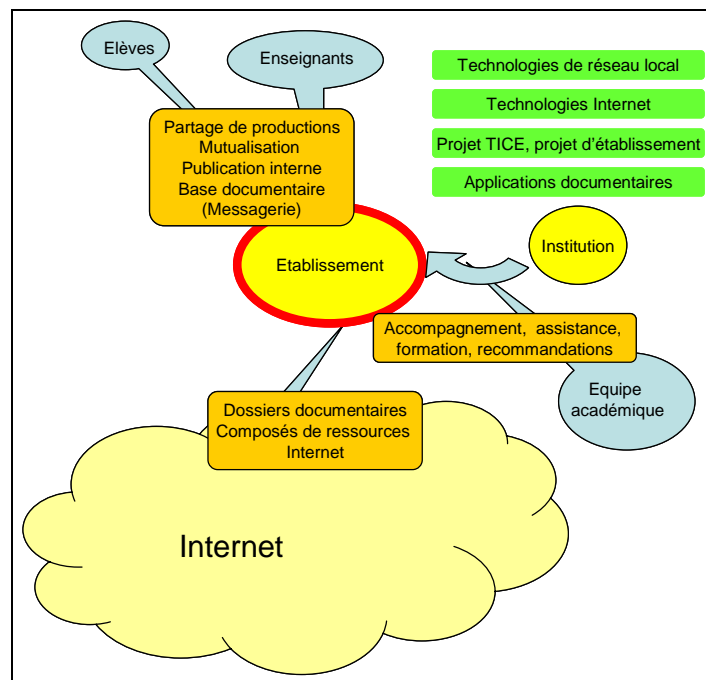 Elèves
Enseignants
Technologies de réseau local
Technologies Internet
Projet TICE, projet d'établissement
Applications documentaires
Partage de productions
Mutualisation
Publication interne
Base documentaire
(Messagerie)
Etablissement
Institution
Accompagnement, assistance,
formation, recommandations
Equipe
académique
Dossiers documentaires
Composés de ressources
Internet
Internet